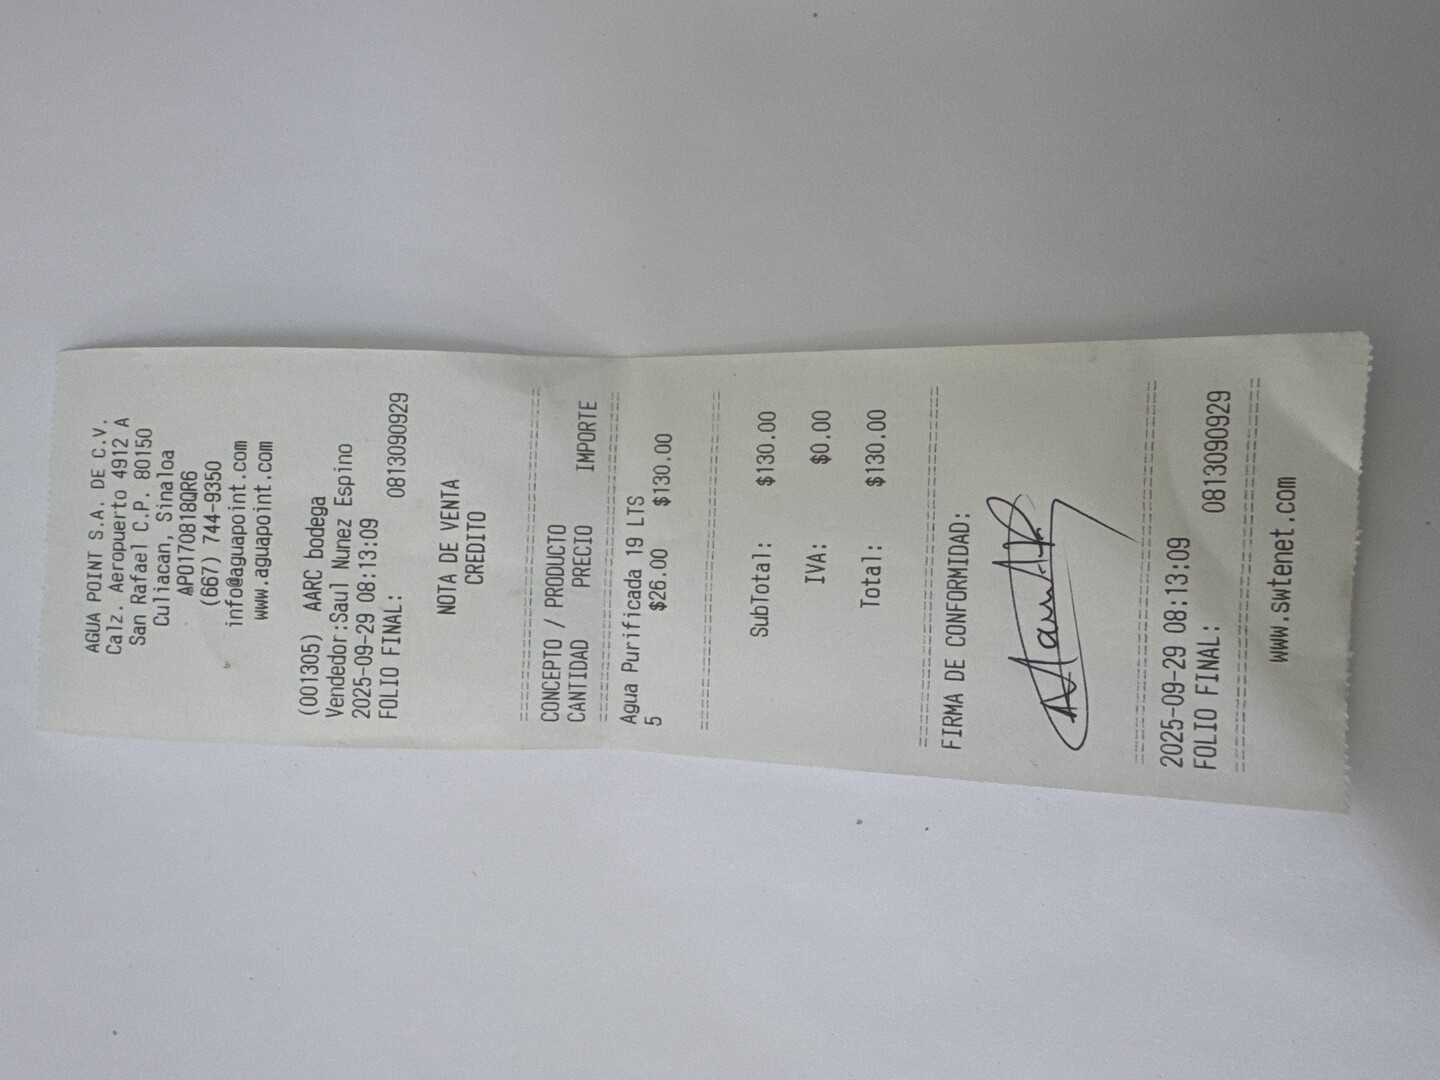 AGUA POINT S.A. DE C.V.
Calz. Aeropuerto 4912 A
San Rafael C.P. 80150
Culiacan, Sinaloa
APO170818QR6
(667) 744-9350
info@aguapoint.com
www.aguapoint.com
(001305) AARC bodega
Vendedor:Saul Nunez Espino
2025-09-29 08:13:09
FOLIO FINAL: 0813090929
NOTA DE VENTA
CREDITO
CONCEPTO / PRODUCTO
CANTIDAD PRECIO IMPORTE
Agua Purificada 19 LTS
5 $26.00 $130.00
SubTotal: $130.00
IVA: $0.00
Total: $130.00
FIRMA DE CONFORMIDAD:
2025-09-29 08:13:09
FOLIO FINAL: 0813090929
www.swtenet.com